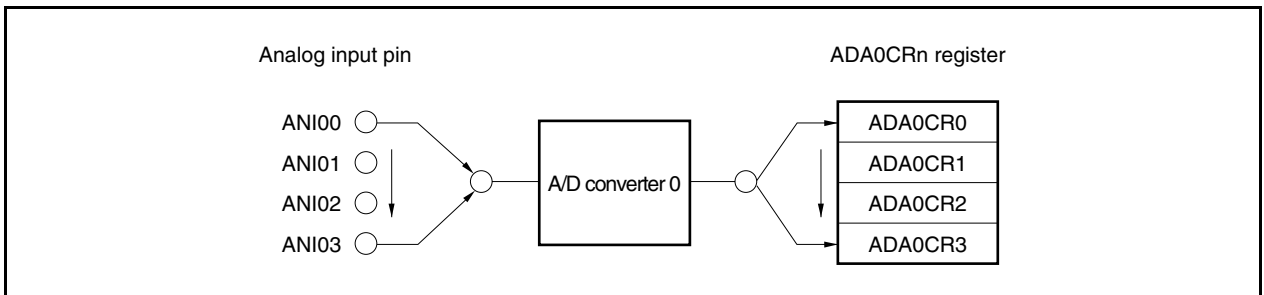 Analog input pin
ADA0CRn register
ANI00
ANI01
ANI02
ANI03
A/D converter 0
ADA0CR0
ADA0CR1
ADA0CR2
ADA0CR3